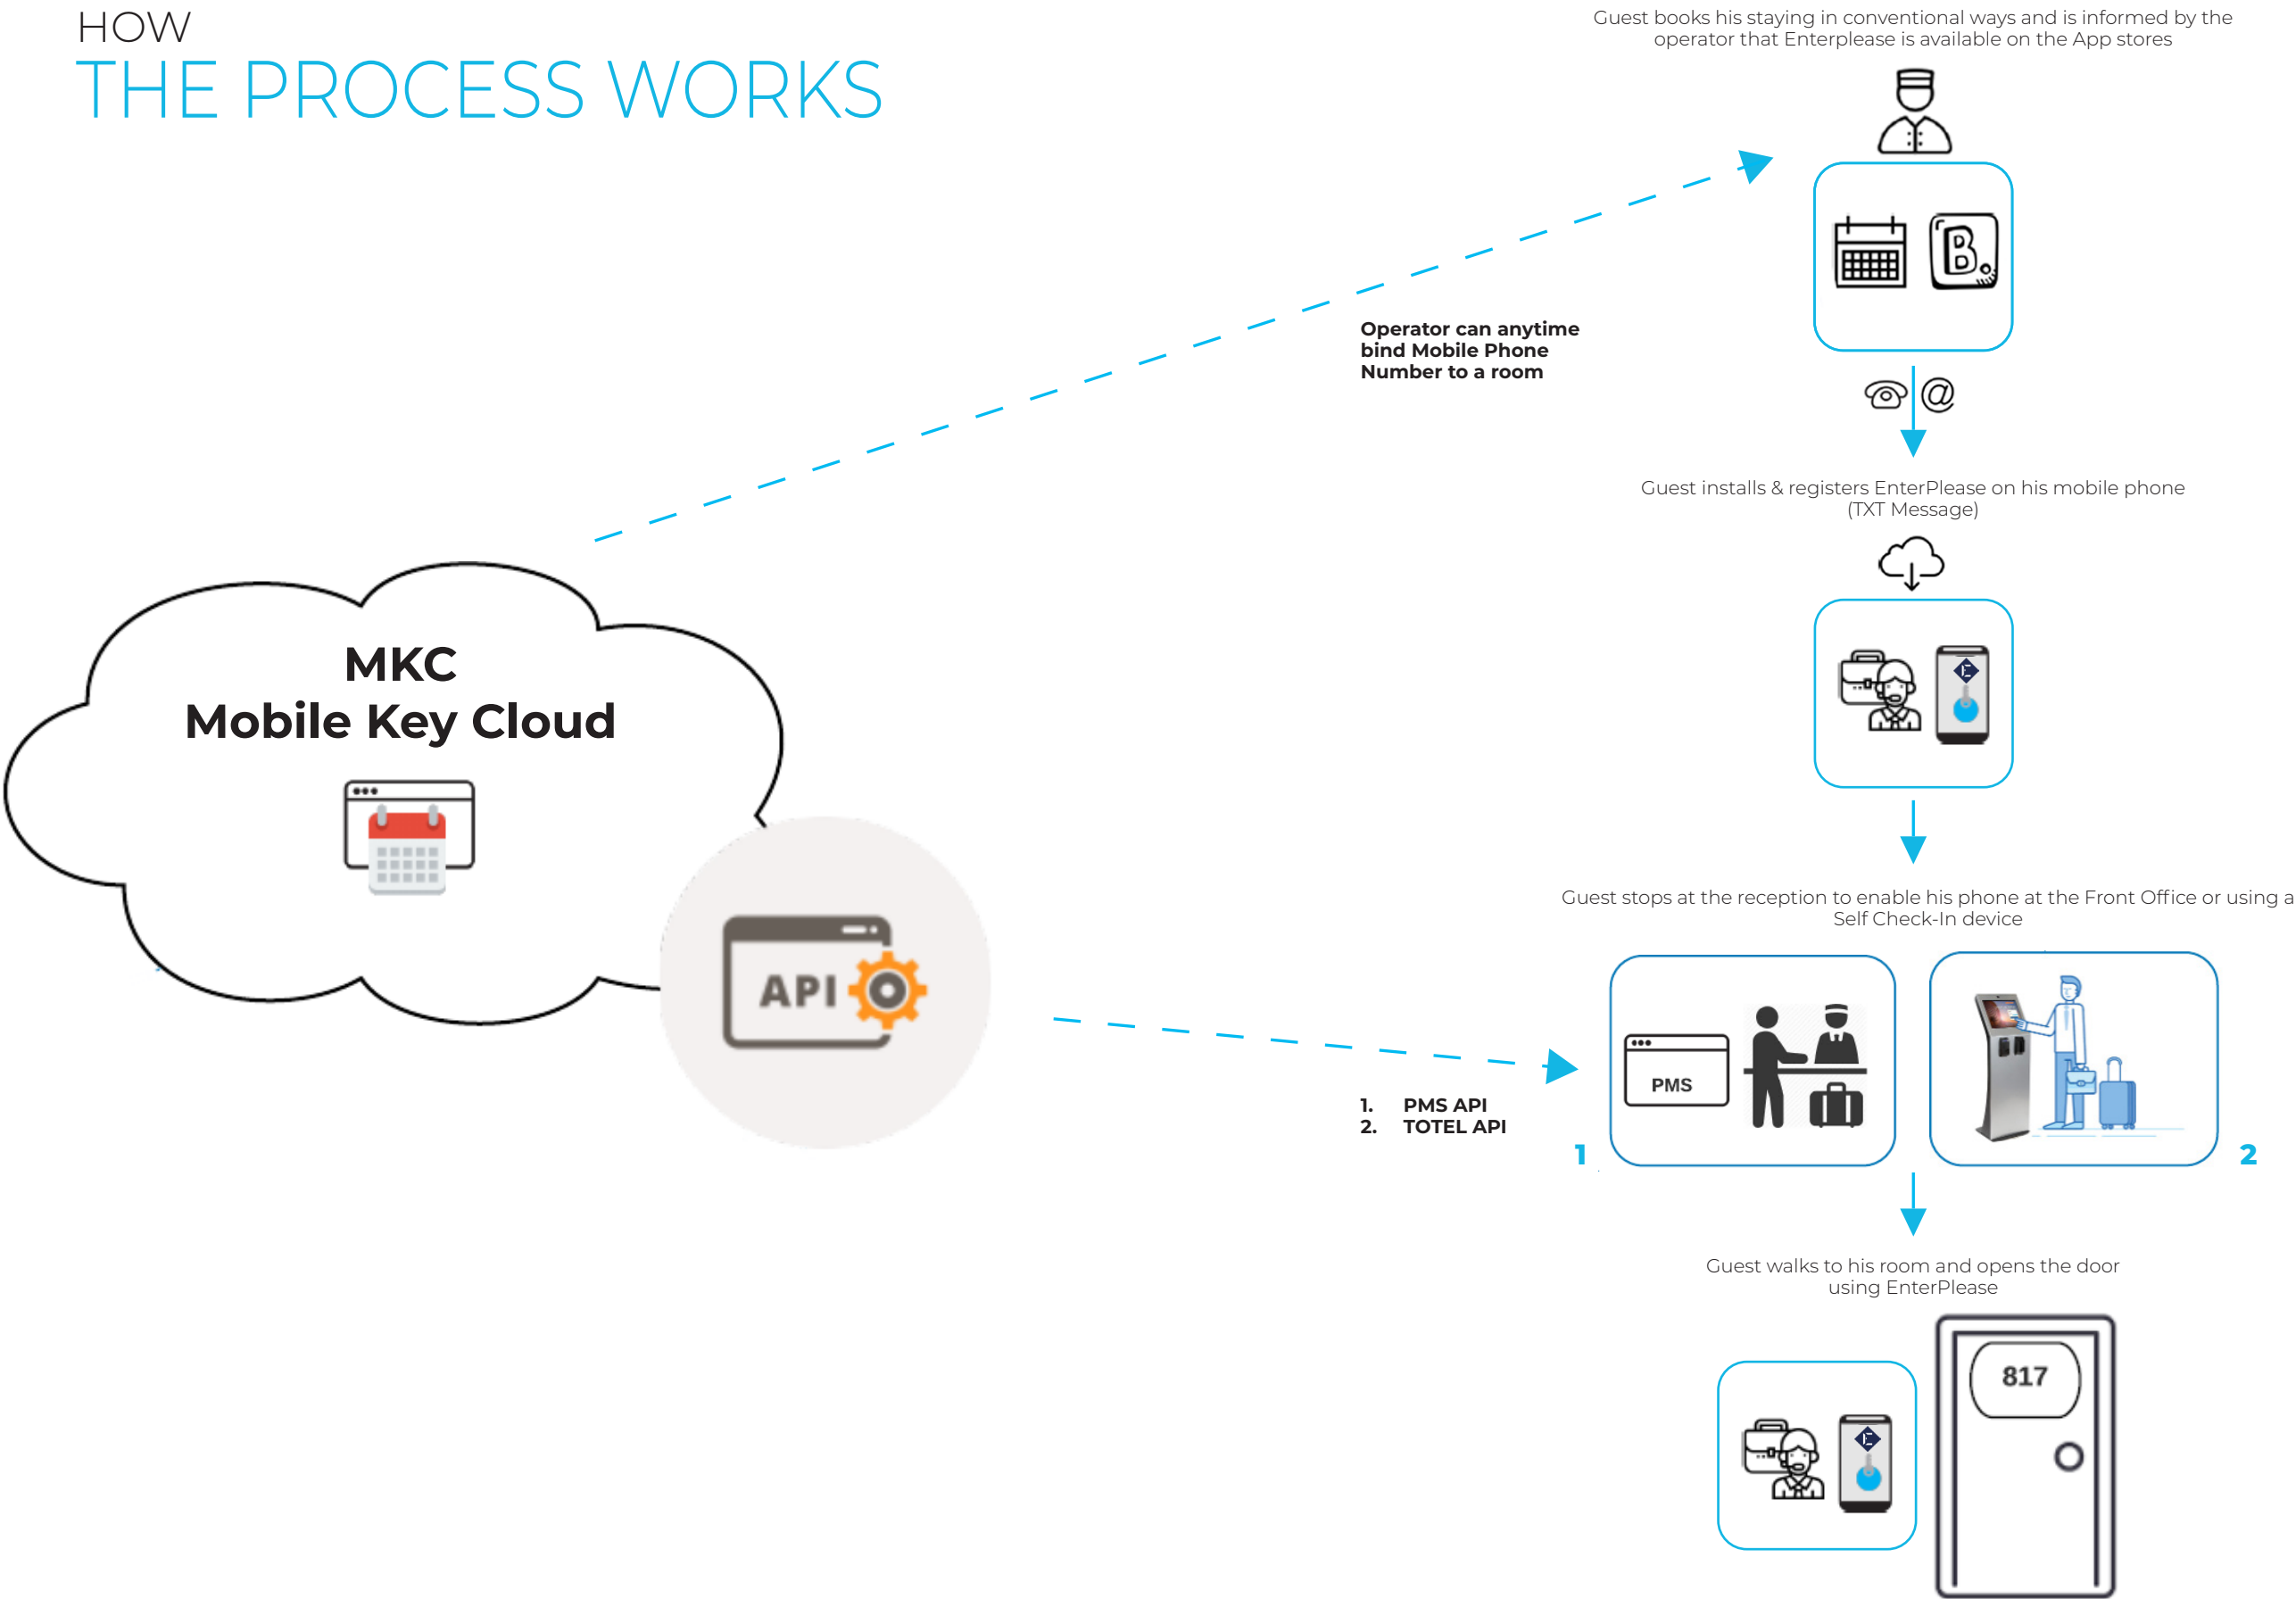 HOW
THE PROCESS WORKS
Guest books his staying in conventional ways and is informed by the
operator that Enterplease is available on the App stores
B.
Operator can anytime
bind Mobile Phone
Number to a room
@
Guest installs & registers EnterPlease on his mobile phone
(TXT Message)
E
MKC
Mobile Key Cloud
API
Guest stops at the reception to enable his phone at the Front Office or using a
Self Check-In device
PMS
1. PMS API
2. TOTEL API
1
2
Guest walks to his room and opens the door
using EnterPlease
817
E